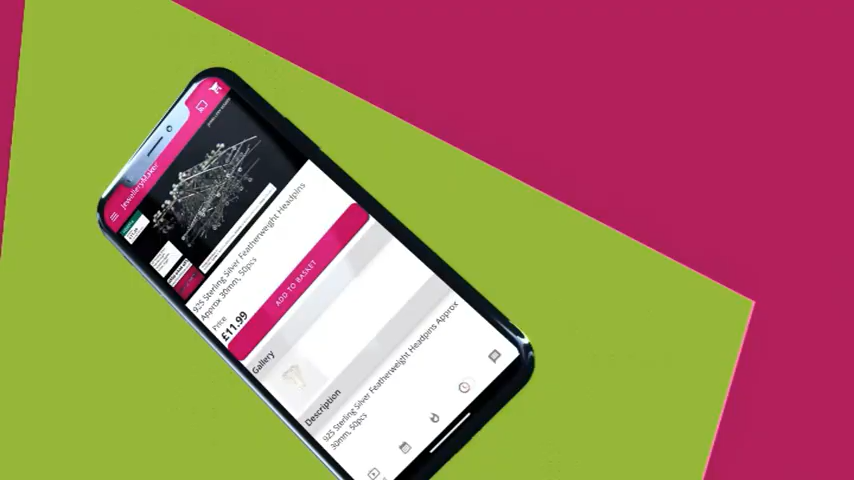 JewelleryMaker
925 Sterling Silver Featherweight Headpins
Approx 30mm, 50pcs
Price
£11.99
ADD TO BASKET
Gallery
Description
925 Sterling Silver Featherweight Headpins Approx
30mm, 50pcs